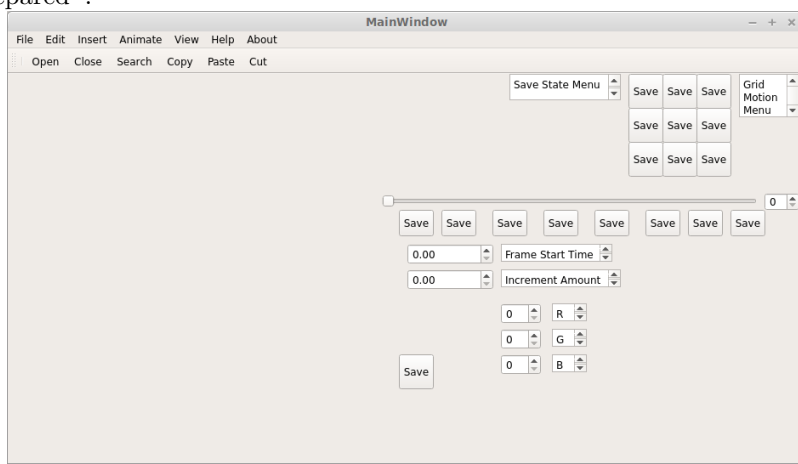 epared".
MainWindow
File Edit Insert Animate View Help About
Open Close Search Copy Paste Cut
Save State Menu
Save Save Save
Grid
Motion
Menu
Save Save Save
Save Save Save
0
Save Save Save Save Save Save Save Save
0.00 Frame Start Time
0.00 Increment Amount
0 R
0 G
0 B
Save